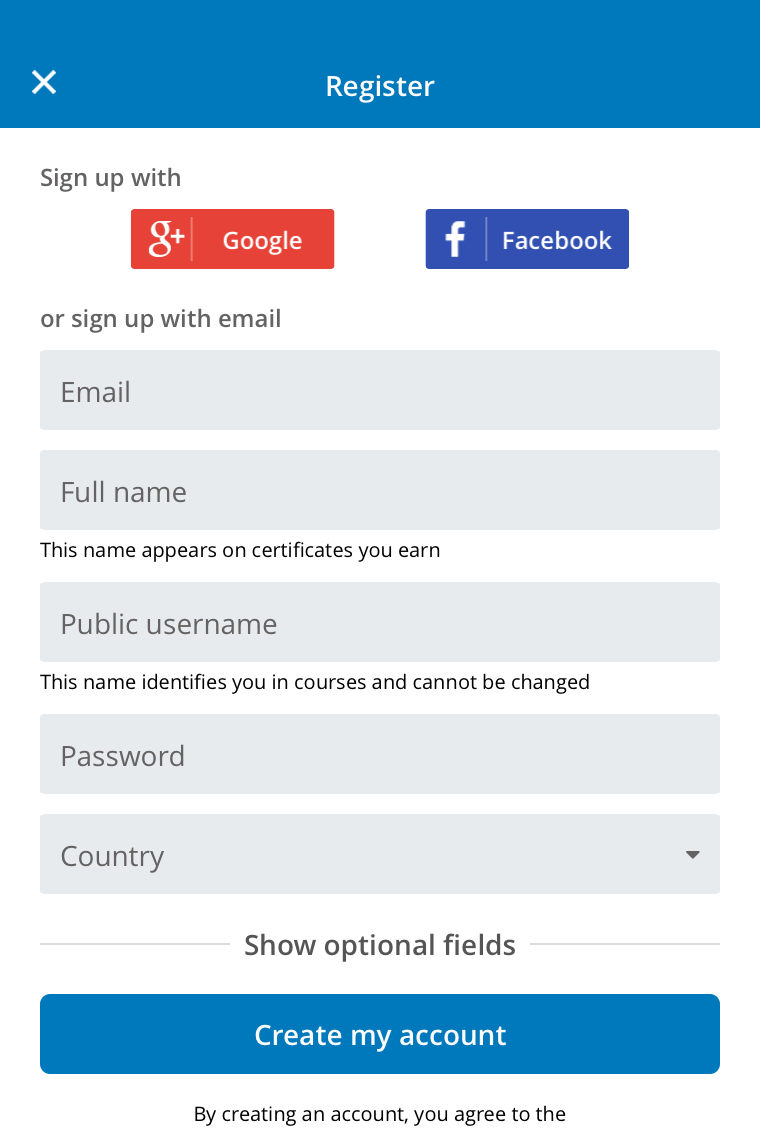 Register
Sign up with
g+ Google
f Facebook
or sign up with email
Email
Full name
This name appears on certificates you earn
Public username
This name identifies you in courses and cannot be changed
Password
Country
Show optional fields
Create my account
By creating an account, you agree to the